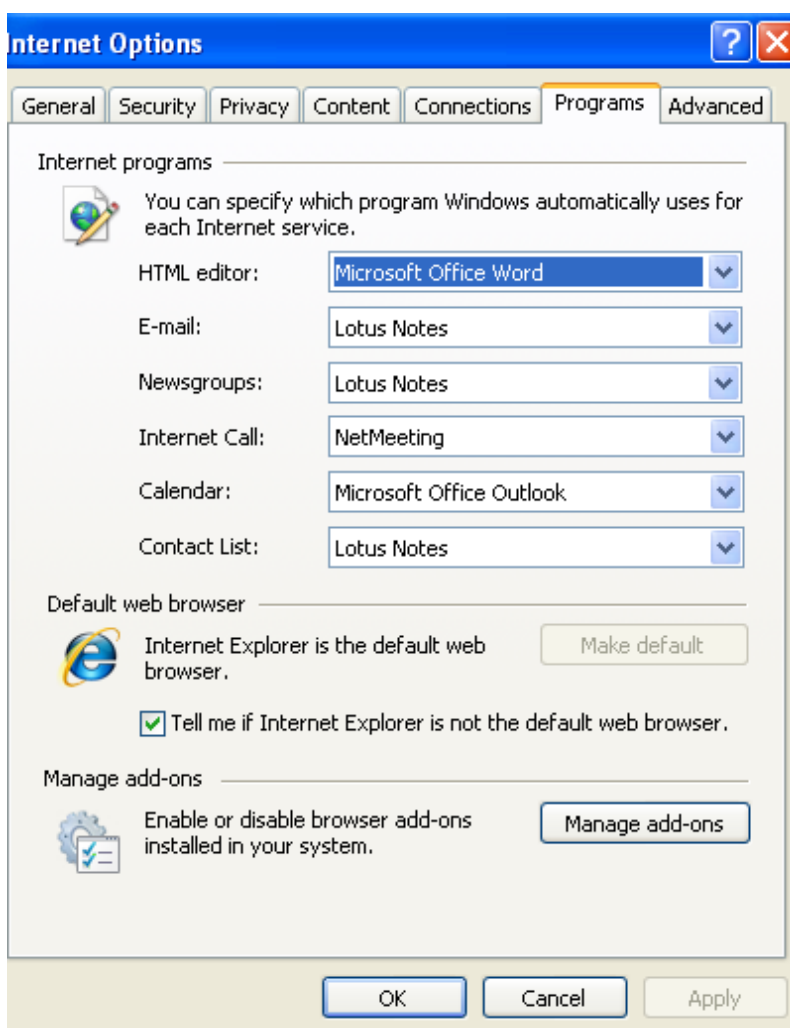 Internet Options
General Security Privacy Content Connections Programs Advanced
Internet programs
You can specify which program Windows automatically uses for
each Internet service.
HTML editor: Microsoft Office Word
E-mail: Lotus Notes
Newsgroups: Lotus Notes
Internet Call: NetMeeting
Calendar: Microsoft Office Outlook
Contact List: Lotus Notes
Default web browser
Internet Explorer is the default web
browser.
Make default
Tell me if Internet Explorer is not the default web browser.
Manage add-ons
Enable or disable browser add-ons
installed in your system.
Manage add-ons
OK Cancel Apply